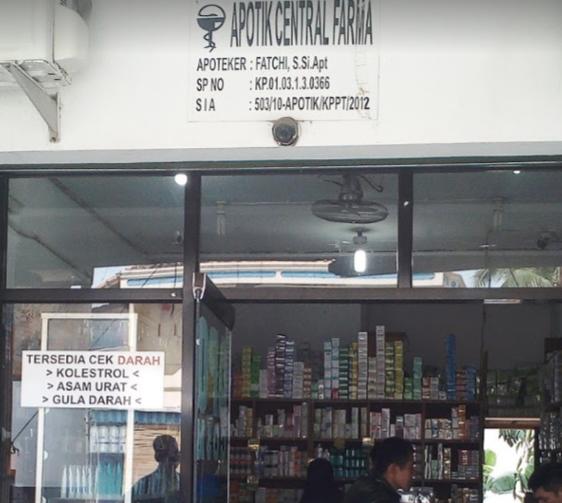 APOTIK CENTRAL FARMA
APOTEKER : FATCHI, S.Si.Apt
SP NO : KP.01.03.1.3.0366
S I A : 503/10-APOTIK/KPPT/2012
TERSEDIA CEK DARAH
> KOLESTROL <
> ASAM URAT <
> GULA DARAH <